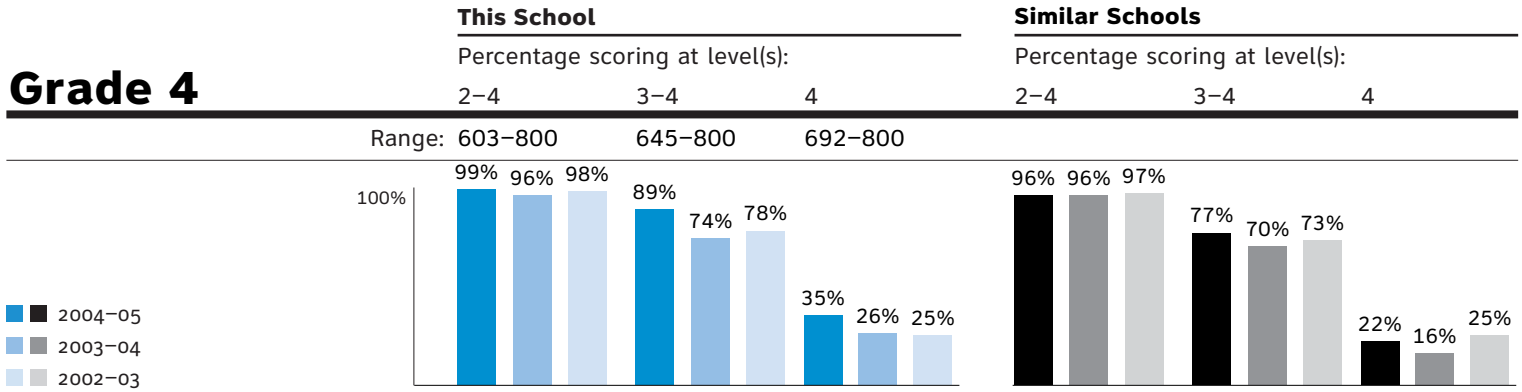 This School Similar Schools
Percentage scoring at level(s): Percentage scoring at level(s):
Grade 4 2–4 3–4 4 2–4 3–4 4
Range: 603–800 645–800 692–800
100% 99% 96% 98% 89% 74% 78% 35% 26% 25% 96% 96% 97% 77% 70% 73% 22% 16% 25%
2004–05
2003–04
2002–03